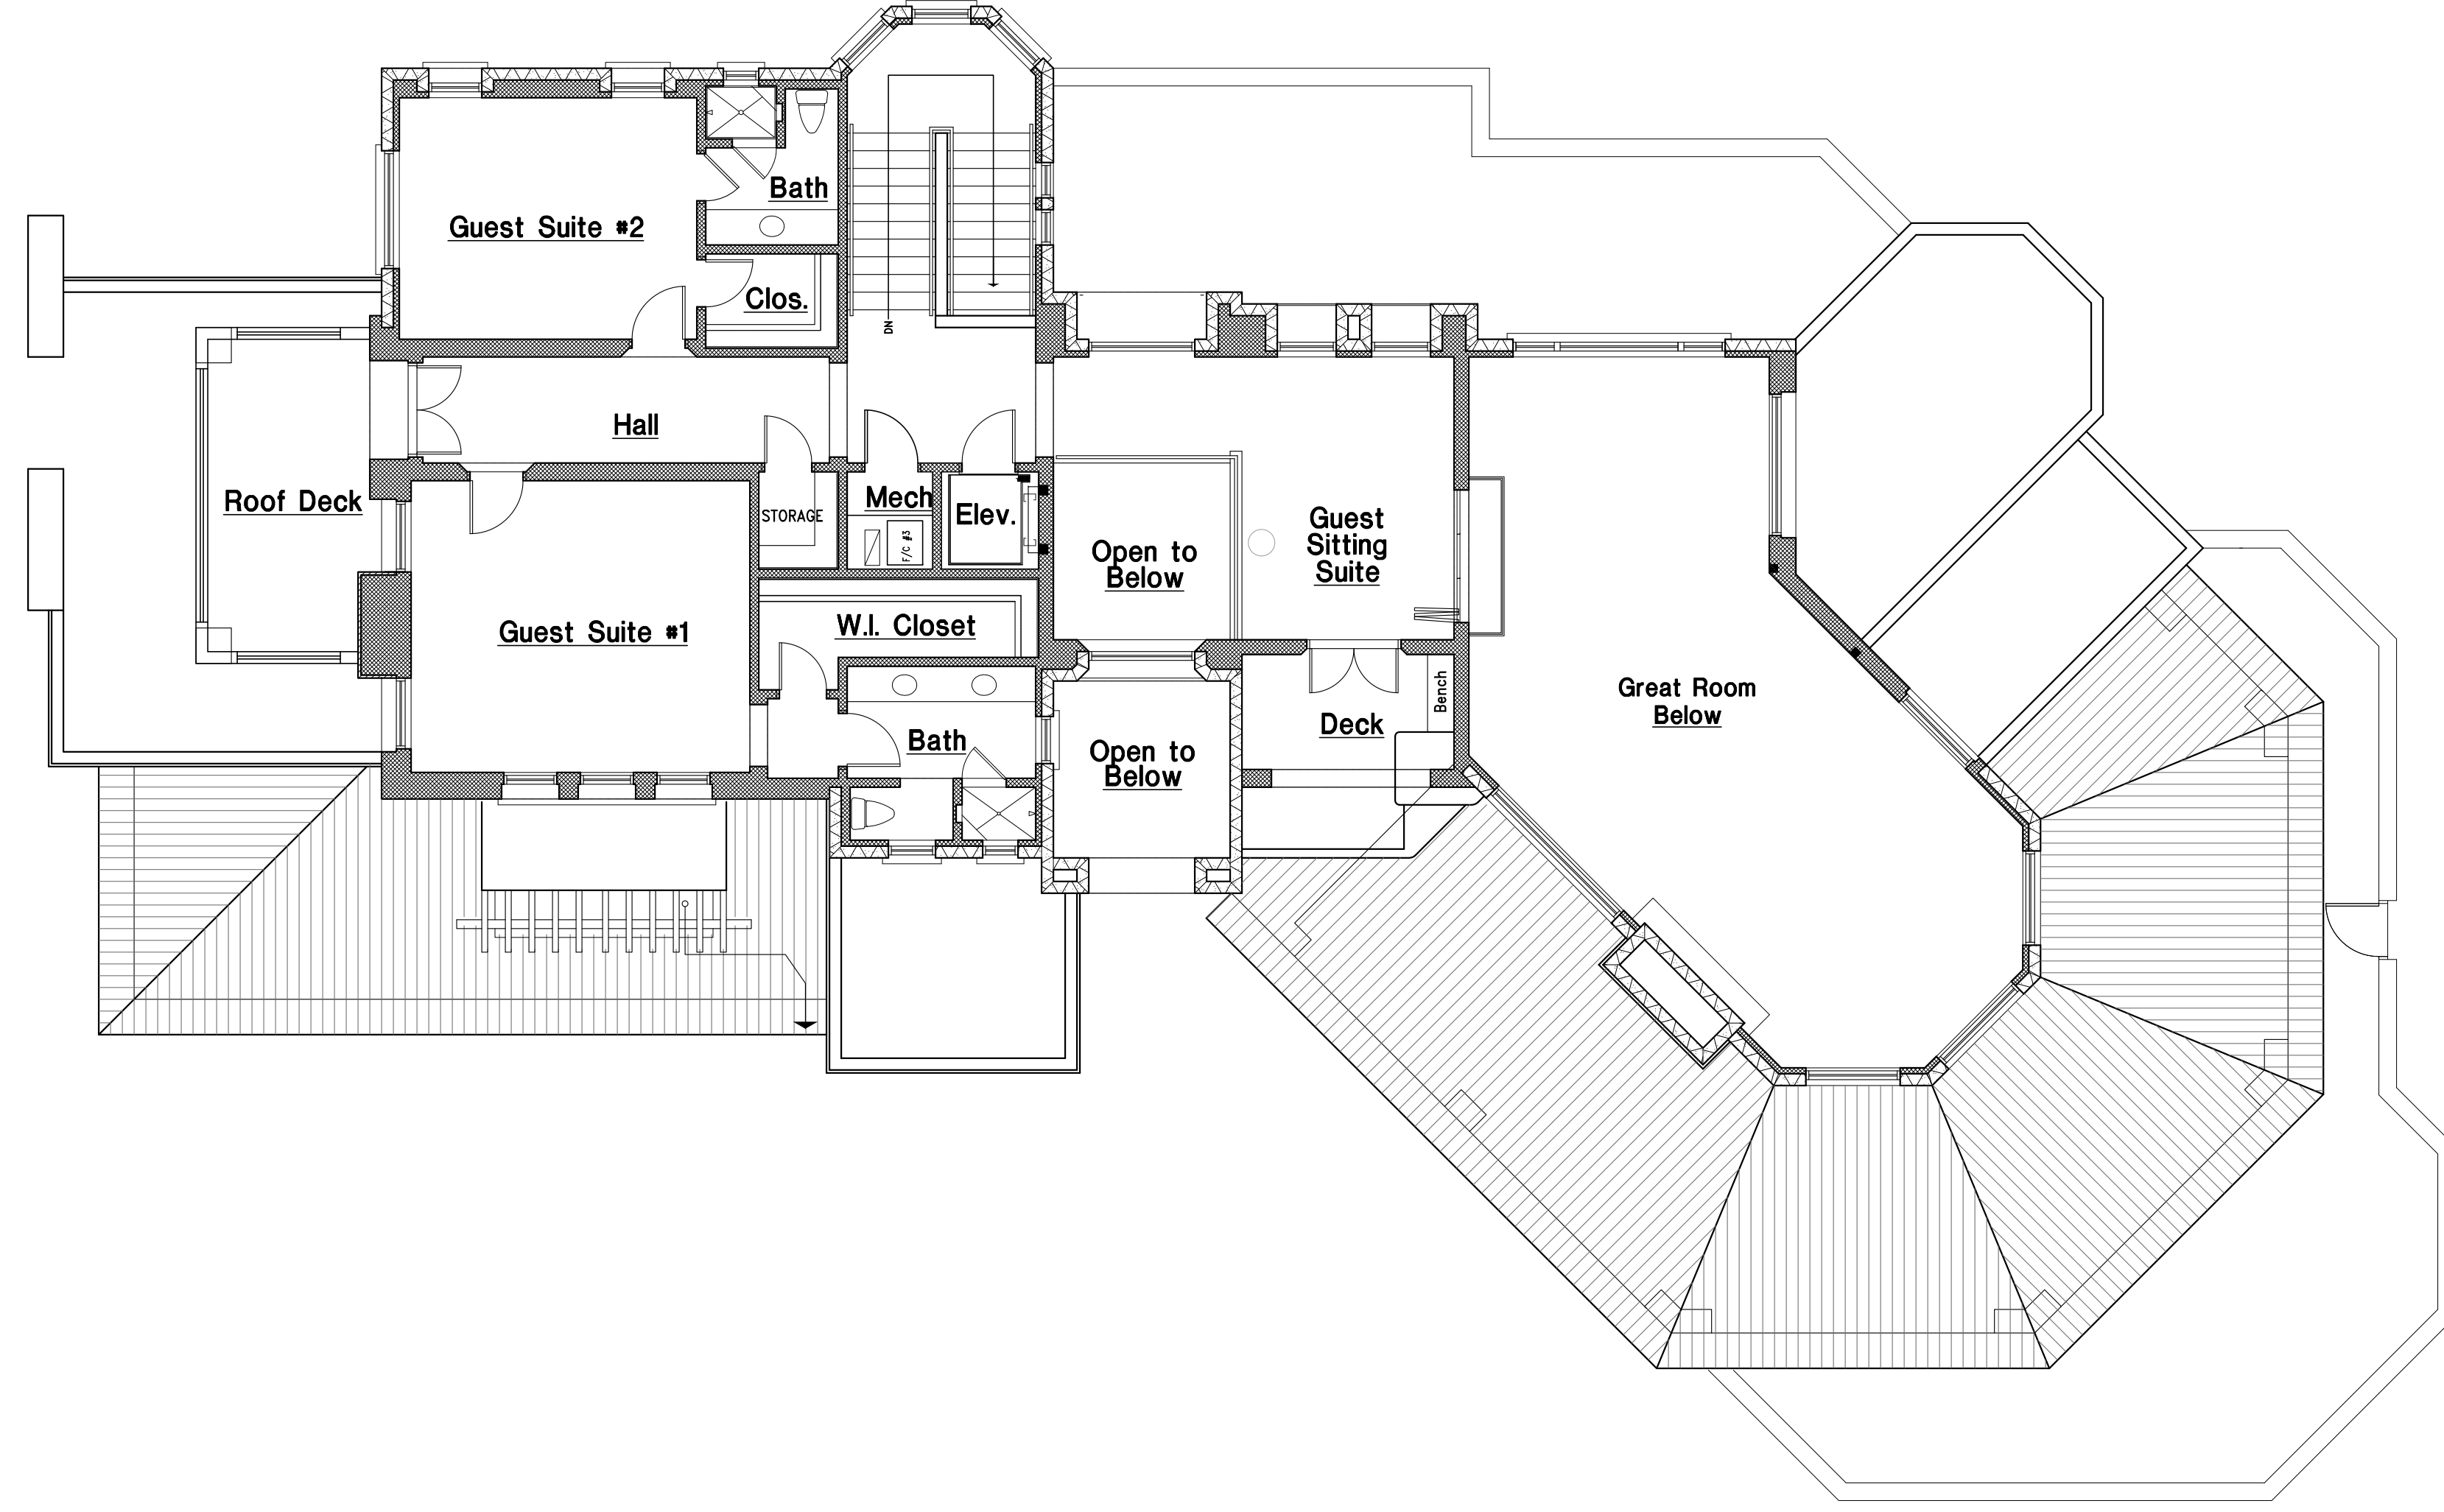 Bath
Guest Suite #2
Clos.
DN
Hall
Roof Deck
STORAGE
Mech
Elev.
F/C #3
Open to
Below
Guest
Sitting
Suite
Guest Suite #1
W.I. Closet
Great Room
Below
Bench
Deck
Bath
Open to
Below